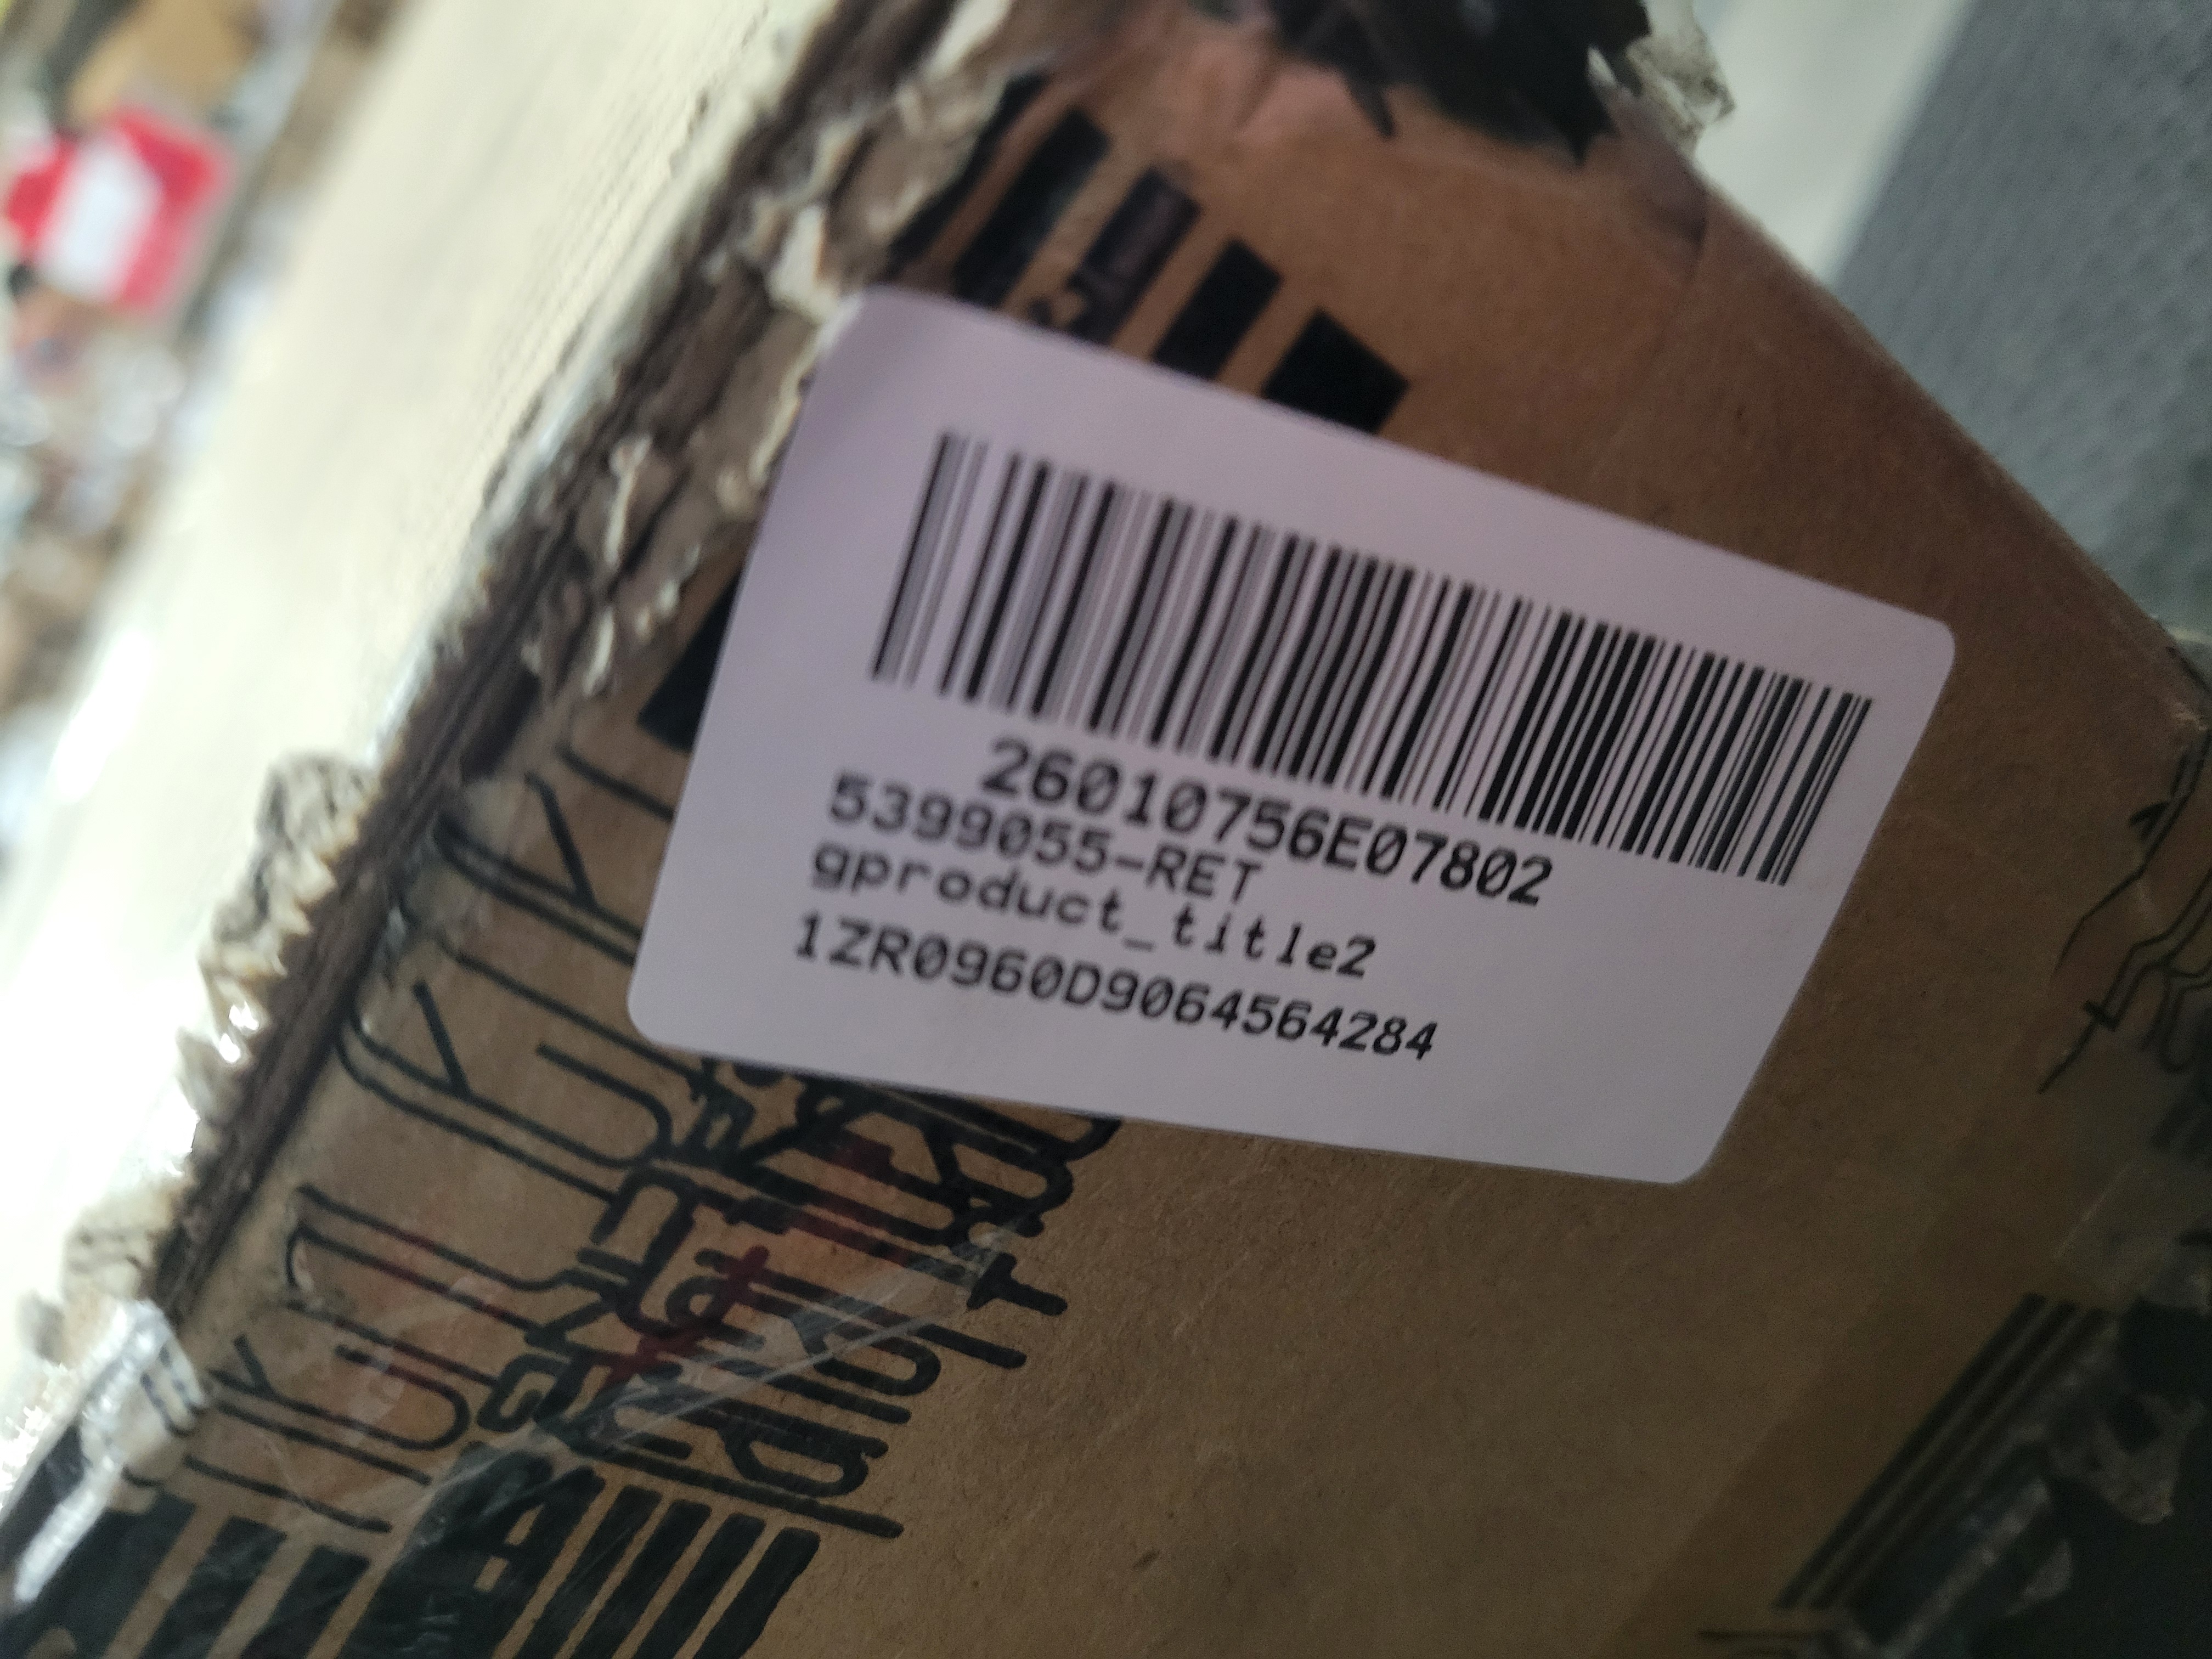 26010756E07802
5399055-RET
gproduct_title2
1ZR0960D9064564284